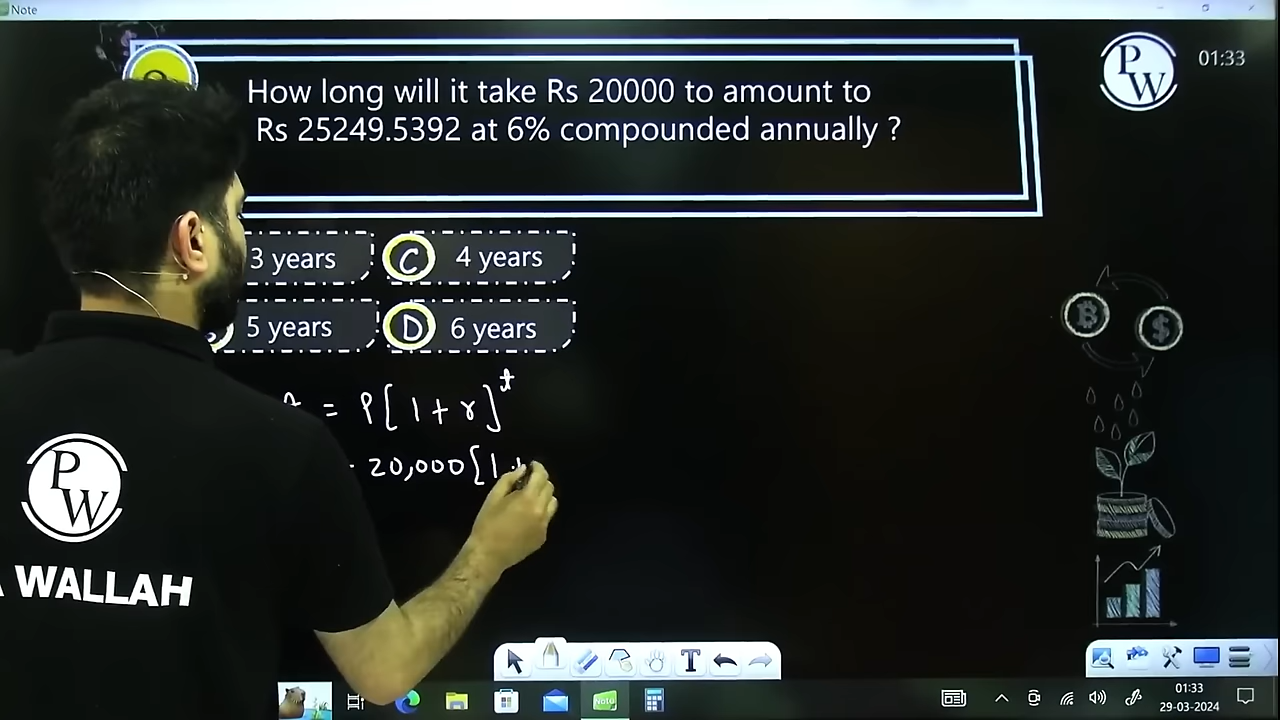 Note
How long will it take Rs 20000 to amount to
Rs 25249.5392 at 6% compounded annually ?
P
W
01:33
3 years
C
4 years
5 years
D
6 years
= P[1+r]^t
20,000[1
P
W
WALLAH
T
Note
01:33
29-03-2024